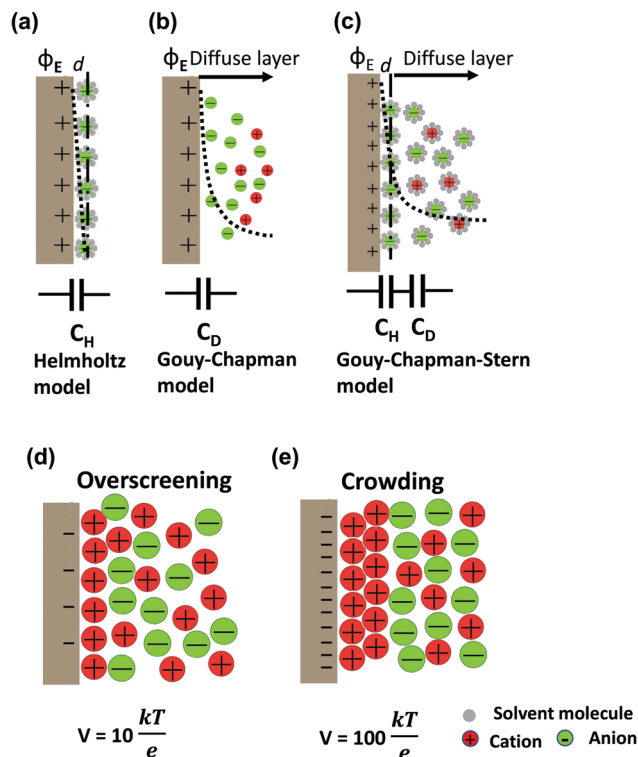 (a)
(b)
(c)
ϕE d
ϕE Diffuse layer
ϕE d Diffuse layer
CH
CD
CH CD
Helmholtz
model
Gouy-Chapman
model
Gouy-Chapman-Stern
model
(d)
(e)
Overscreening
Crowding
V = 10 kT/e
V = 100 kT/e
Solvent molecule
Cation
Anion